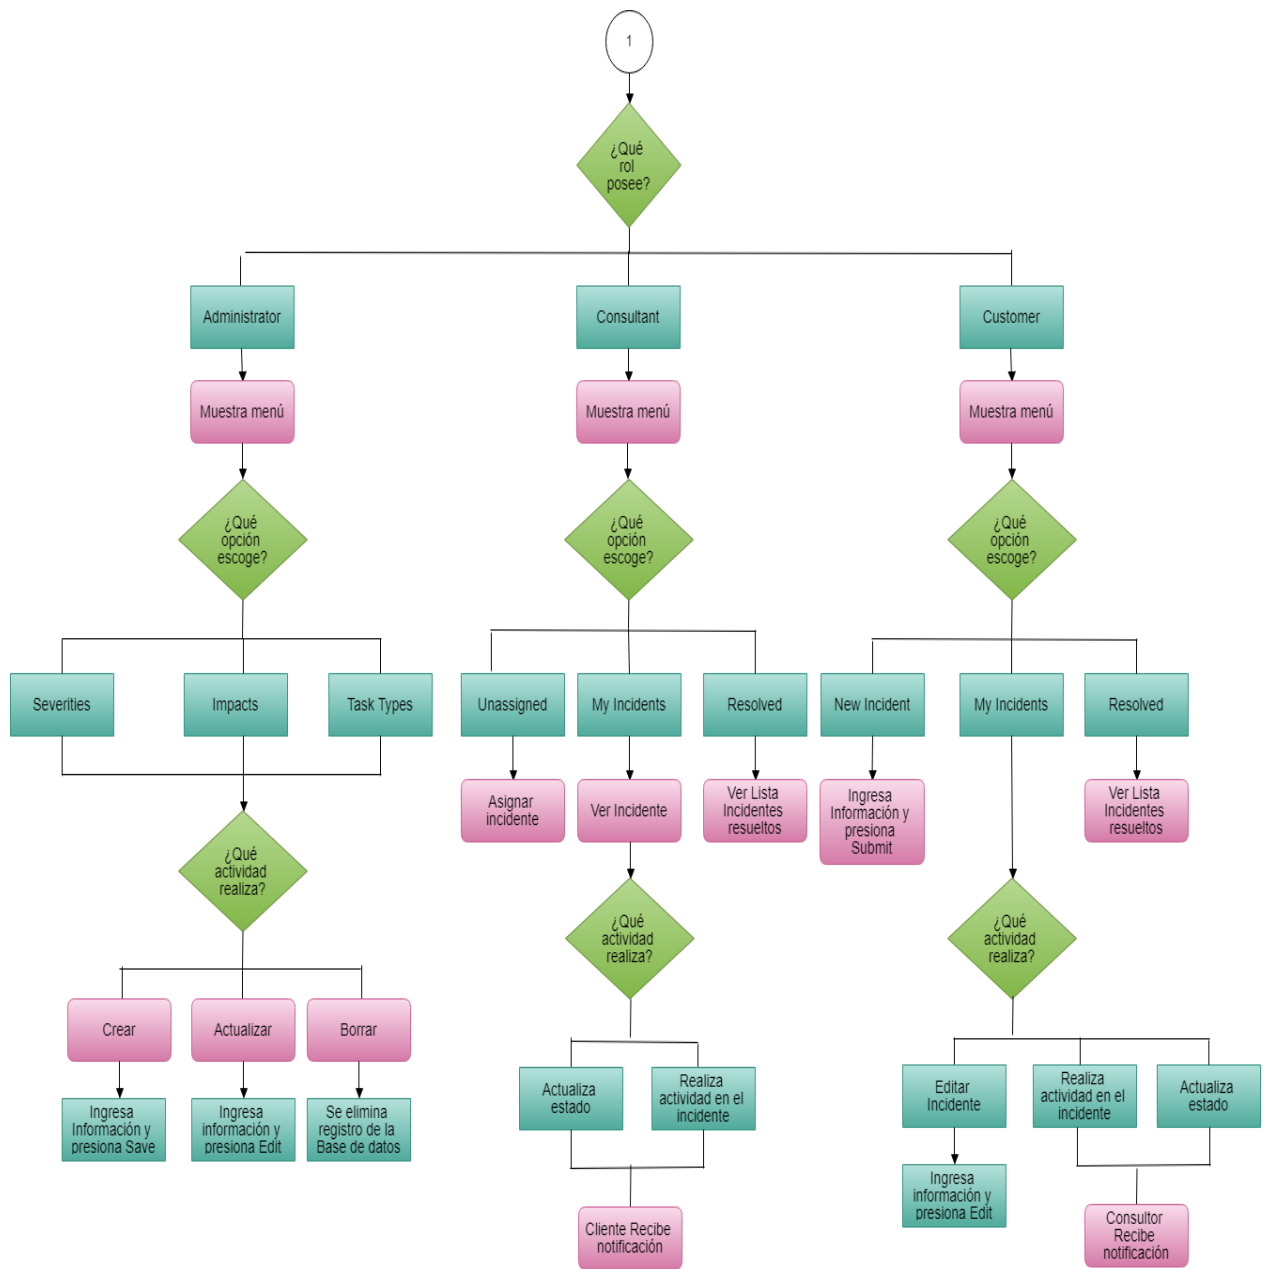 1
¿Qué
rol
posee?
Administrator
Consultant
Customer
Muestra menú
Muestra menú
Muestra menú
¿Qué
opción
escoge?
¿Qué
opción
escoge?
¿Qué
opción
escoge?
Severities
Impacts
Task Types
Unassigned
My Incidents
Resolved
New Incident
My Incidents
Resolved
Asignar
incidente
Ver Incidente
Ver Lista
Incidentes
resueltos
Ingresa
Información y
presiona
Submit
Ver Lista
Incidentes
resueltos
¿Qué
actividad
realiza?
¿Qué
actividad
realiza?
¿Qué
actividad
realiza?
Crear
Actualizar
Borrar
Ingresa
Información y
presiona Save
Ingresa
información y
presiona Edit
Se elimina
registro de la
Base de datos
Actualiza
estado
Realiza
actividad en el
incidente
Editar
Incidente
Realiza
actividad en el
incidente
Actualiza
estado
Ingresa
información y
presiona Edit
Cliente Recibe
notificación
Consultor
Recibe
notificación